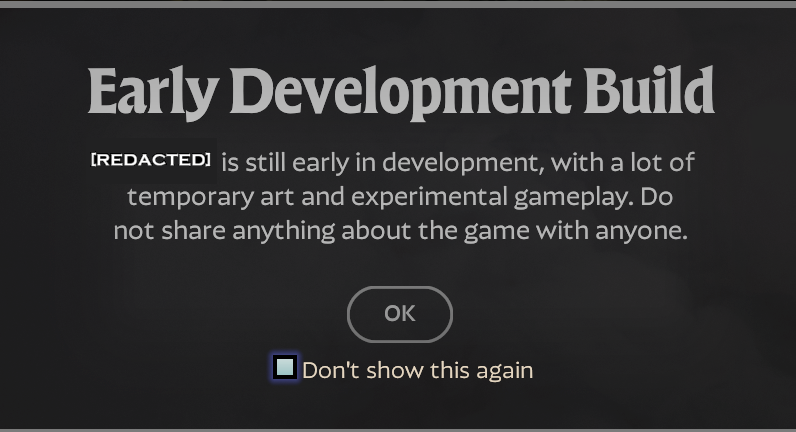 Early Development Build
[REDACTED] is still early in development, with a lot of
temporary art and experimental gameplay. Do
not share anything about the game with anyone.
OK
Don't show this again